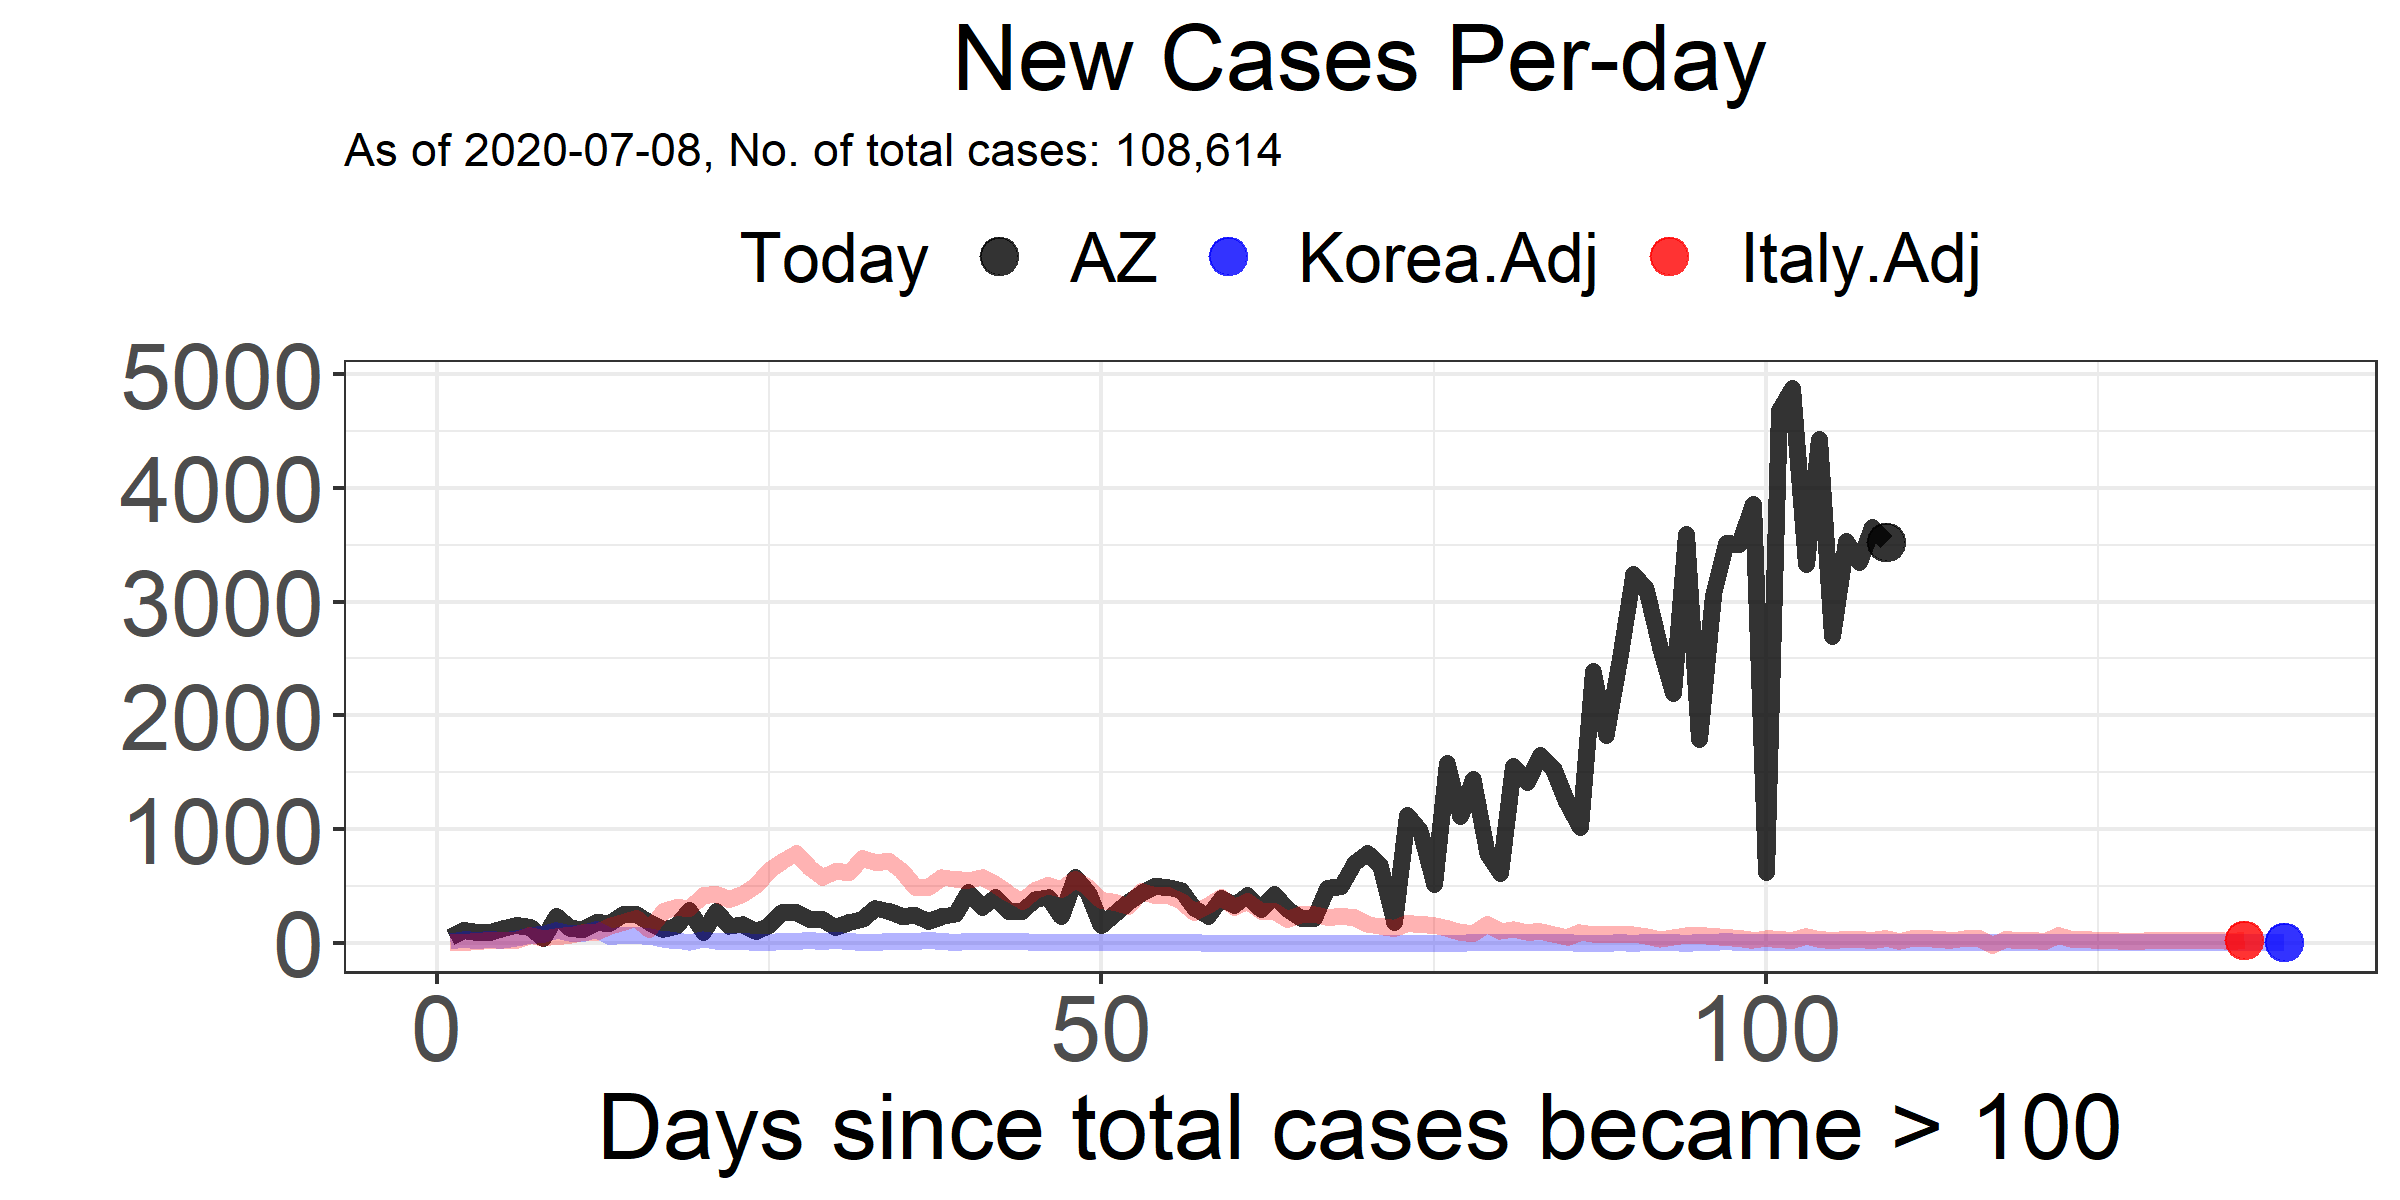 New Cases Per-day
As of 2020-07-08, No. of total cases: 108,614
Today AZ Korea.Adj Italy.Adj
5000
4000
3000
2000
1000
0
0 50 100
Days since total cases became > 100